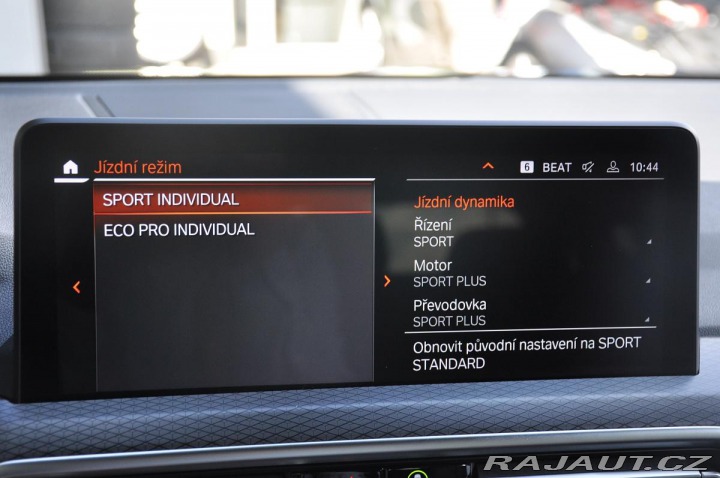 Jízdní režim
6 BEAT 10:44
SPORT INDIVIDUAL
ECO PRO INDIVIDUAL
Jízdní dynamika
Řízení
SPORT
Motor
SPORT PLUS
Převodovka
SPORT PLUS
Obnovit původní nastavení na SPORT
STANDARD
RAJAUT.CZ